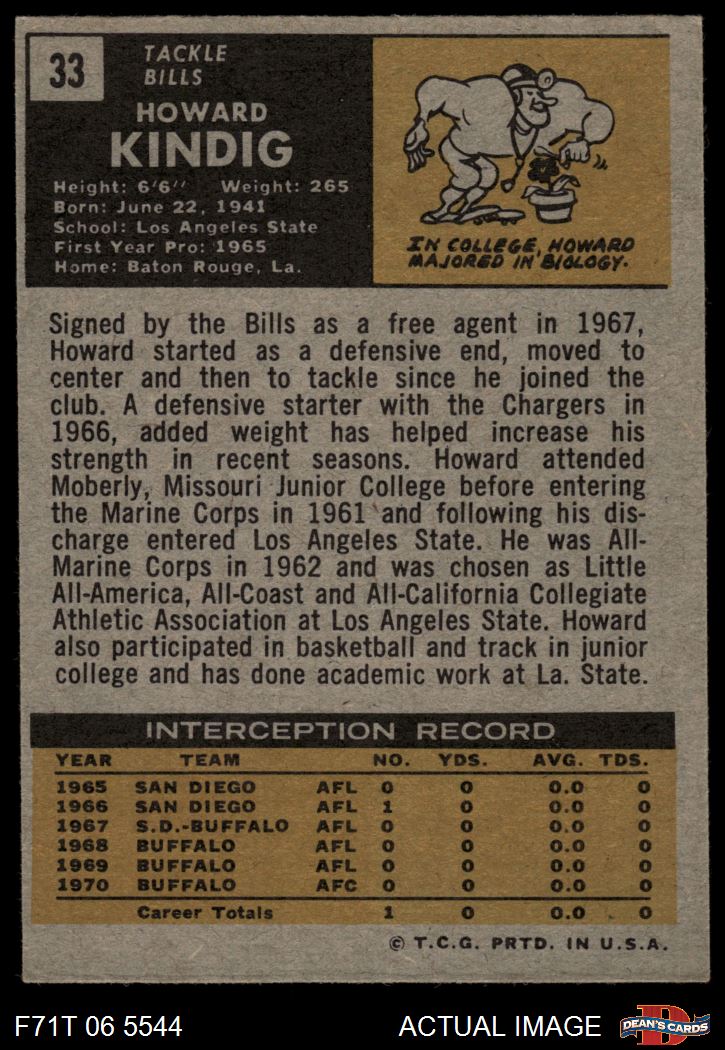 33
TACKLE
BILLS
HOWARD
KINDIG
Height: 6'6" Weight: 265
Born: June 22, 1941
School: Los Angeles State
First Year Pro: 1965
Home: Baton Rouge, La.
IN COLLEGE, HOWARD
MAJORED IN BIOLOGY.
Signed by the Bills as a free agent in 1967,
Howard started as a defensive end, moved to
center and then to tackle since he joined the
club. A defensive starter with the Chargers in
1966, added weight has helped increase his
strength in recent seasons. Howard attended
Moberly, Missouri Junior College before entering
the Marine Corps in 1961 and following his dis-
charge entered Los Angeles State. He was All-
Marine Corps in 1962 and was chosen as Little
All-America, All-Coast and All-California Collegiate
Athletic Association at Los Angeles State. Howard
also participated in basketball and track in junior
college and has done academic work at La. State.
INTERCEPTION RECORD
YEAR TEAM NO. YDS. AVG. TDS.
1965 SAN DIEGO AFL 0 0 0.0 0
1966 SAN DIEGO AFL 1 0 0.0 0
1967 S.D.-BUFFALO AFL 0 0 0.0 0
1968 BUFFALO AFL 0 0 0.0 0
1969 BUFFALO AFL 0 0 0.0 0
1970 BUFFALO AFC 0 0 0.0 0
Career Totals 1 0 0.0 0
© T.C.G. PRTD. IN U.S.A.
F71T 06 5544 ACTUAL IMAGE D DEAN'S CARDS